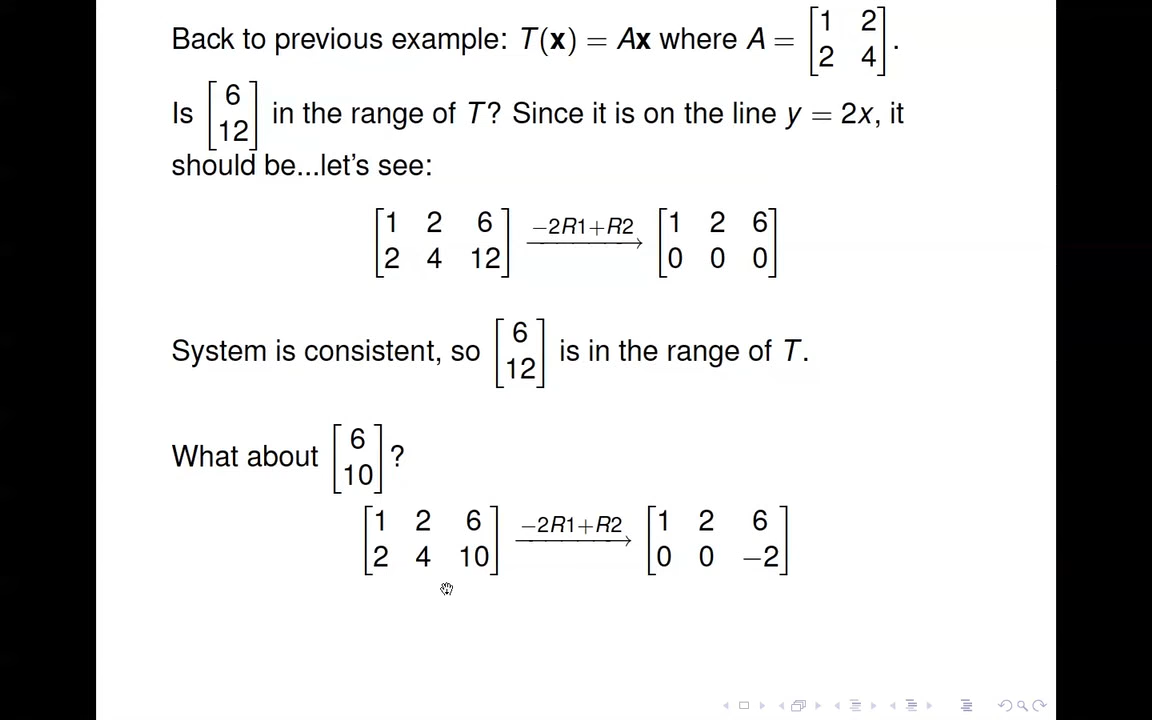 Back to previous example: T(x) = Ax where A = [1 2; 2 4].
Is [6; 12] in the range of T? Since it is on the line y = 2x, it
should be...let's see:
[1 2 6; 2 4 12] −2R1+R2 → [1 2 6; 0 0 0]
System is consistent, so [6; 12] is in the range of T.
What about [6; 10]?
[1 2 6; 2 4 10] −2R1+R2 → [1 2 6; 0 0 −2]